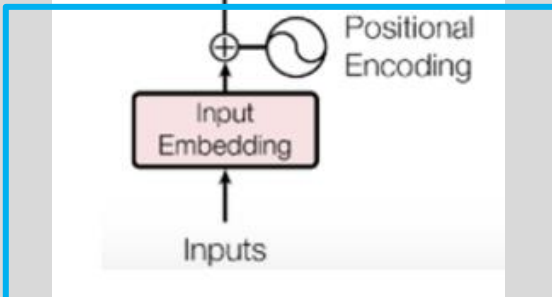 Positional
Encoding
Input
Embedding
Inputs